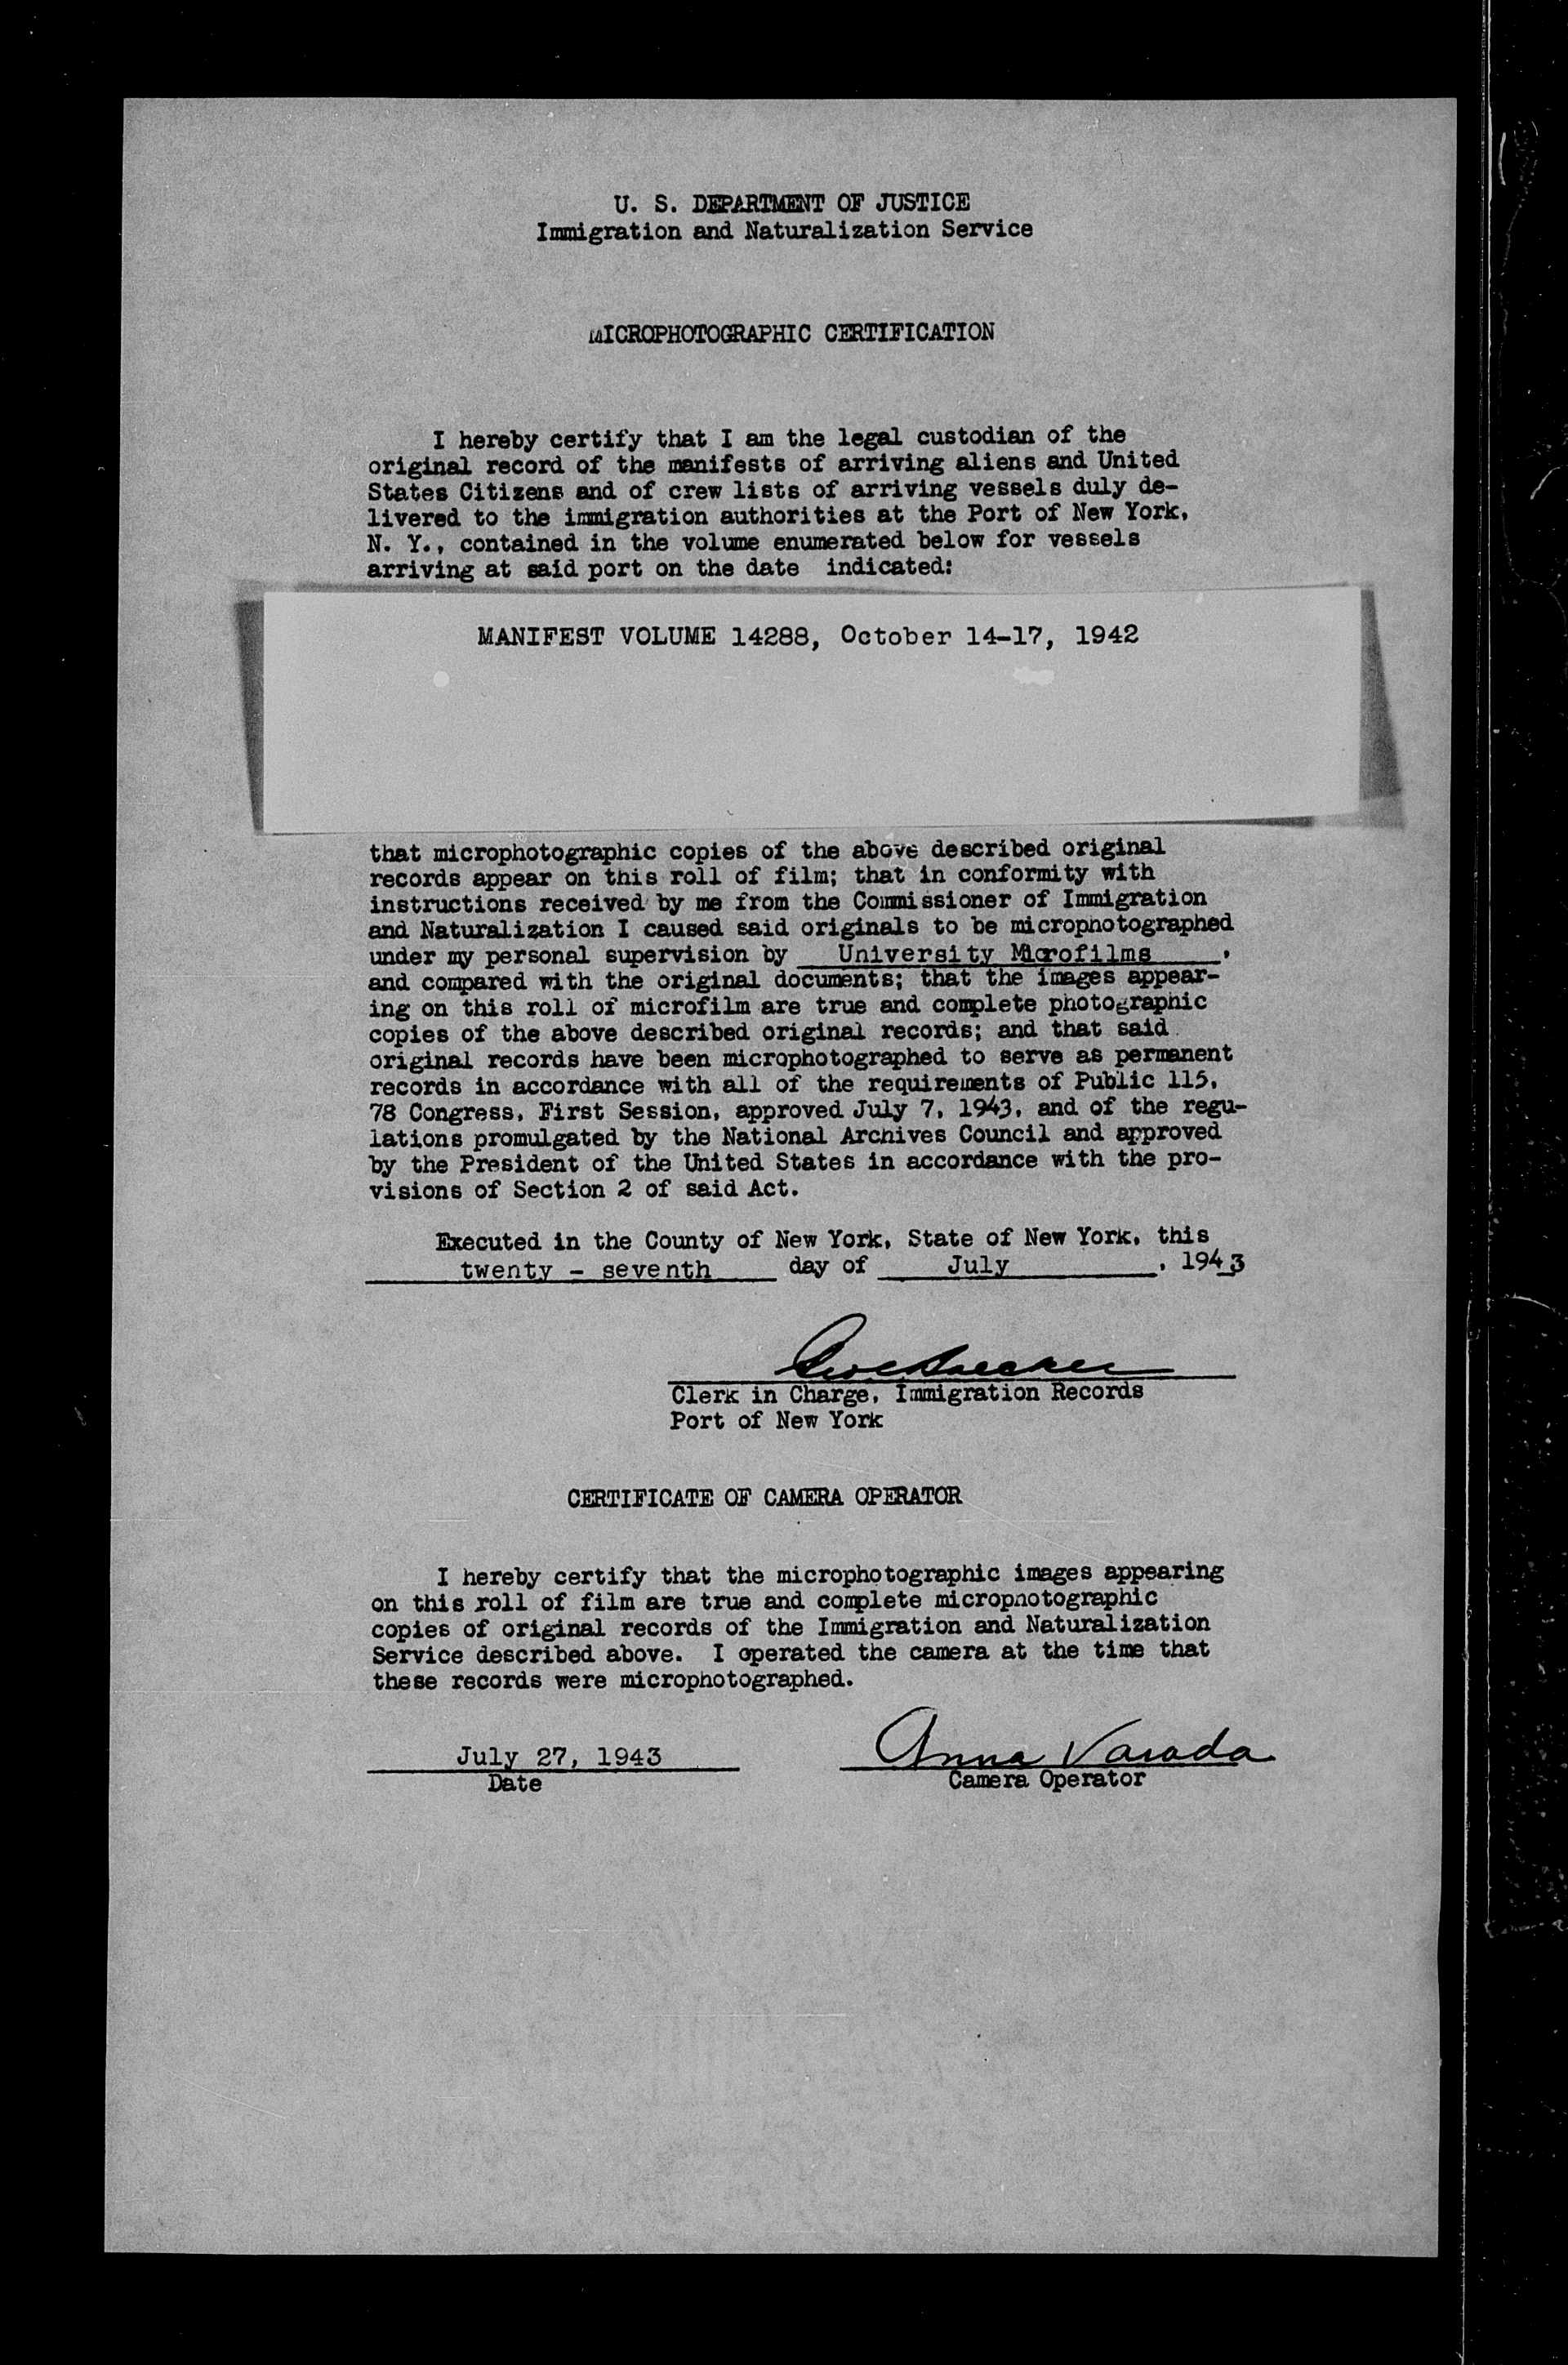 U. S. DEPARTMENT OF JUSTICE
Immigration and Naturalization Service
MICROPHOTOGRAPHIC CERTIFICATION
I hereby certify that I am the legal custodian of the
original record of the manifests of arriving aliens and United
States Citizens and of crew lists of arriving vessels duly de-
livered to the immigration authorities at the Port of New York,
N. Y., contained in the volume enumerated below for vessels
arriving at said port on the date indicated:
MANIFEST VOLUME 14288, October 14-17, 1942
that microphotographic copies of the above described original
records appear on this roll of film; that in conformity with
instructions received by me from the Commissioner of Immigration
and Naturalization I caused said originals to be microphotographed
under my personal supervision by University Microfilms,
and compared with the original documents; that the images appear-
ing on this roll of microfilm are true and complete photographic
copies of the above described original records; and that said
original records have been microphotographed to serve as permanent
records in accordance with all of the requirements of Public 115,
78 Congress, First Session, approved July 7, 1943, and of the regu-
lations promulgated by the National Archives Council and approved
by the President of the United States in accordance with the pro-
visions of Section 2 of said Act.
Executed in the County of New York, State of New York, this
twenty - seventh day of July, 1943
Clerk in Charge, Immigration Records
Port of New York
CERTIFICATE OF CAMERA OPERATOR
I hereby certify that the microphotographic images appearing
on this roll of film are true and complete microphotographic
copies of original records of the Immigration and Naturalization
Service described above. I operated the camera at the time that
these records were microphotographed.
July 27, 1943 Anna Varada
Date Camera Operator